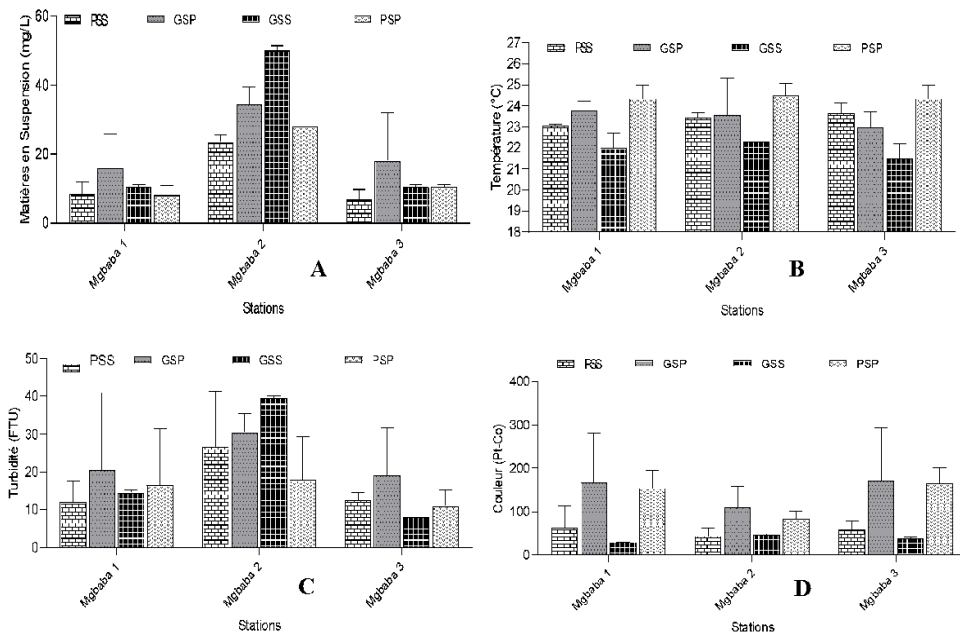 PSS GSP GSS PSP
Matières en Suspension (mg/L)
60
40
20
0
Mgbaba 1
Mgbaba 2
Mgbaba 3
A
Stations
PSS GSP GSS PSP
Température (°C)
27
26
25
24
23
22
21
20
19
18
Mgbaba 1
Mgbaba 2
Mgbaba 3
B
Stations
PSS GSP GSS PSP
Turbidité (FTU)
50
40
30
20
10
0
Mgbaba 1
Mgbaba 2
Mgbaba 3
C
Stations
PSS GSP GSS PSP
Couleur (Pt-Co)
400
300
200
100
0
Mgbaba 1
Mgbaba 2
Mgbaba 3
D
Stations